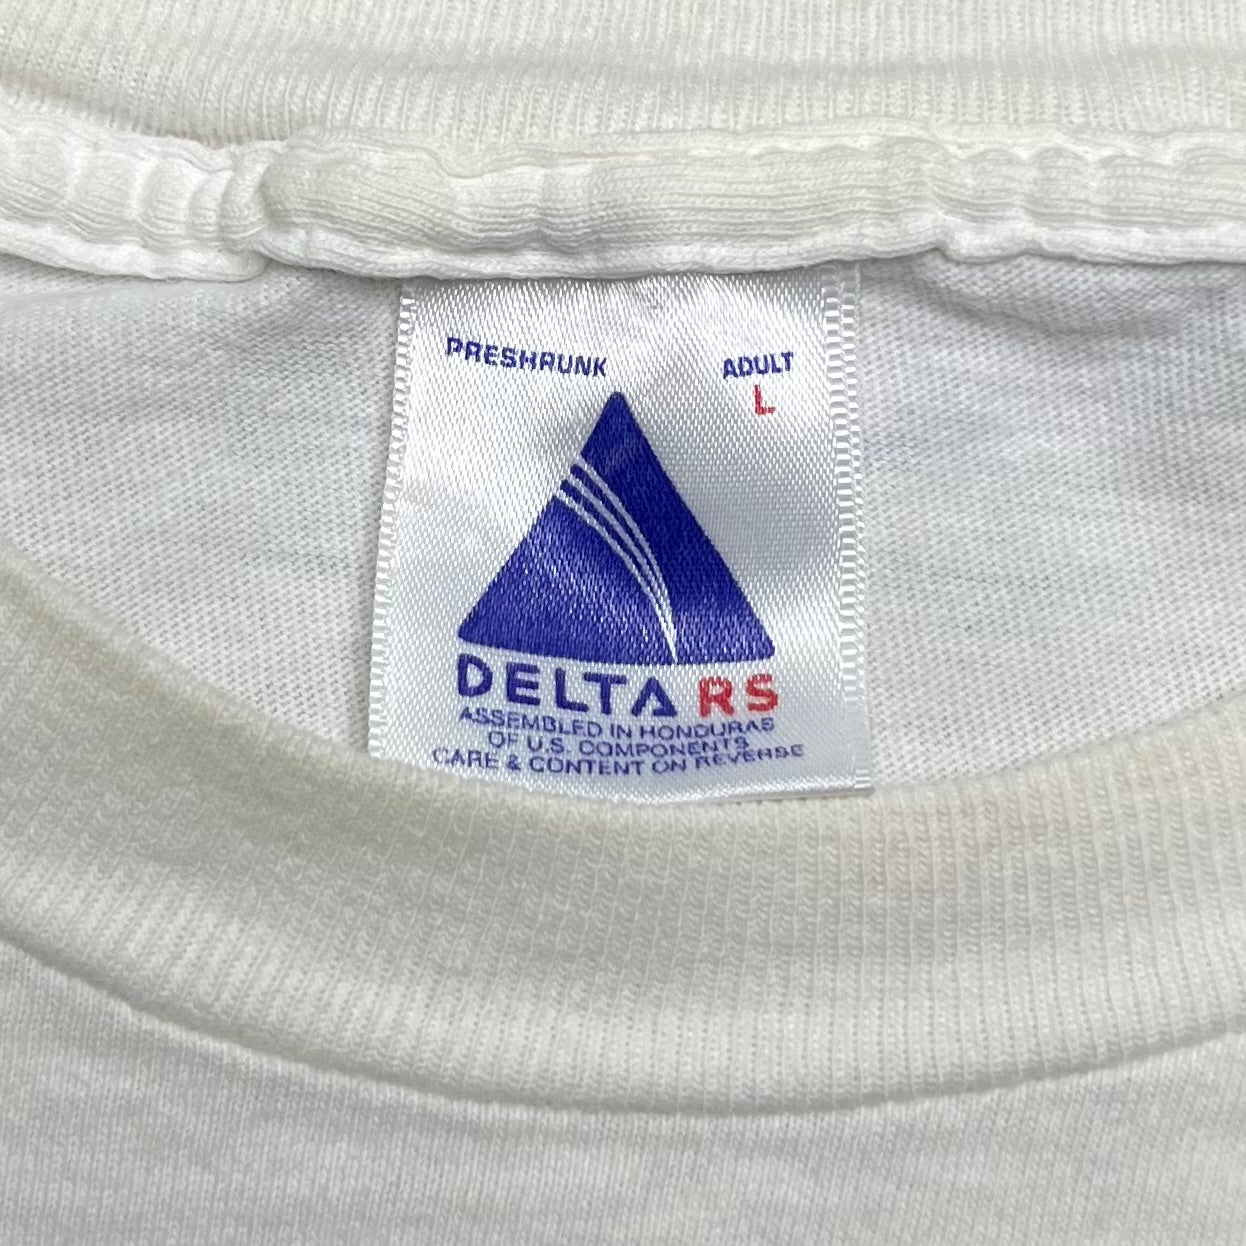 PRESHRUNK
ADULT
L
DELTA RS
ASSEMBLED IN HONDURAS
OF U.S. COMPONENTS
CARE & CONTENT ON REVERSE